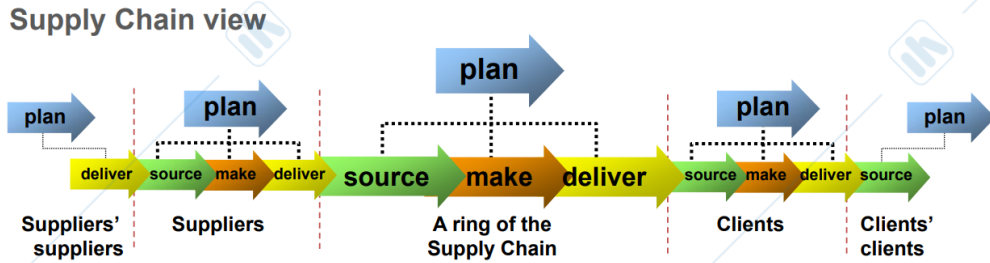 Supply Chain view
plan
plan
plan
plan
plan
deliver
source
make
deliver
source
make
deliver
source
make
deliver
source
Suppliers'
suppliers
Suppliers
A ring of the
Supply Chain
Clients
Clients'
clients